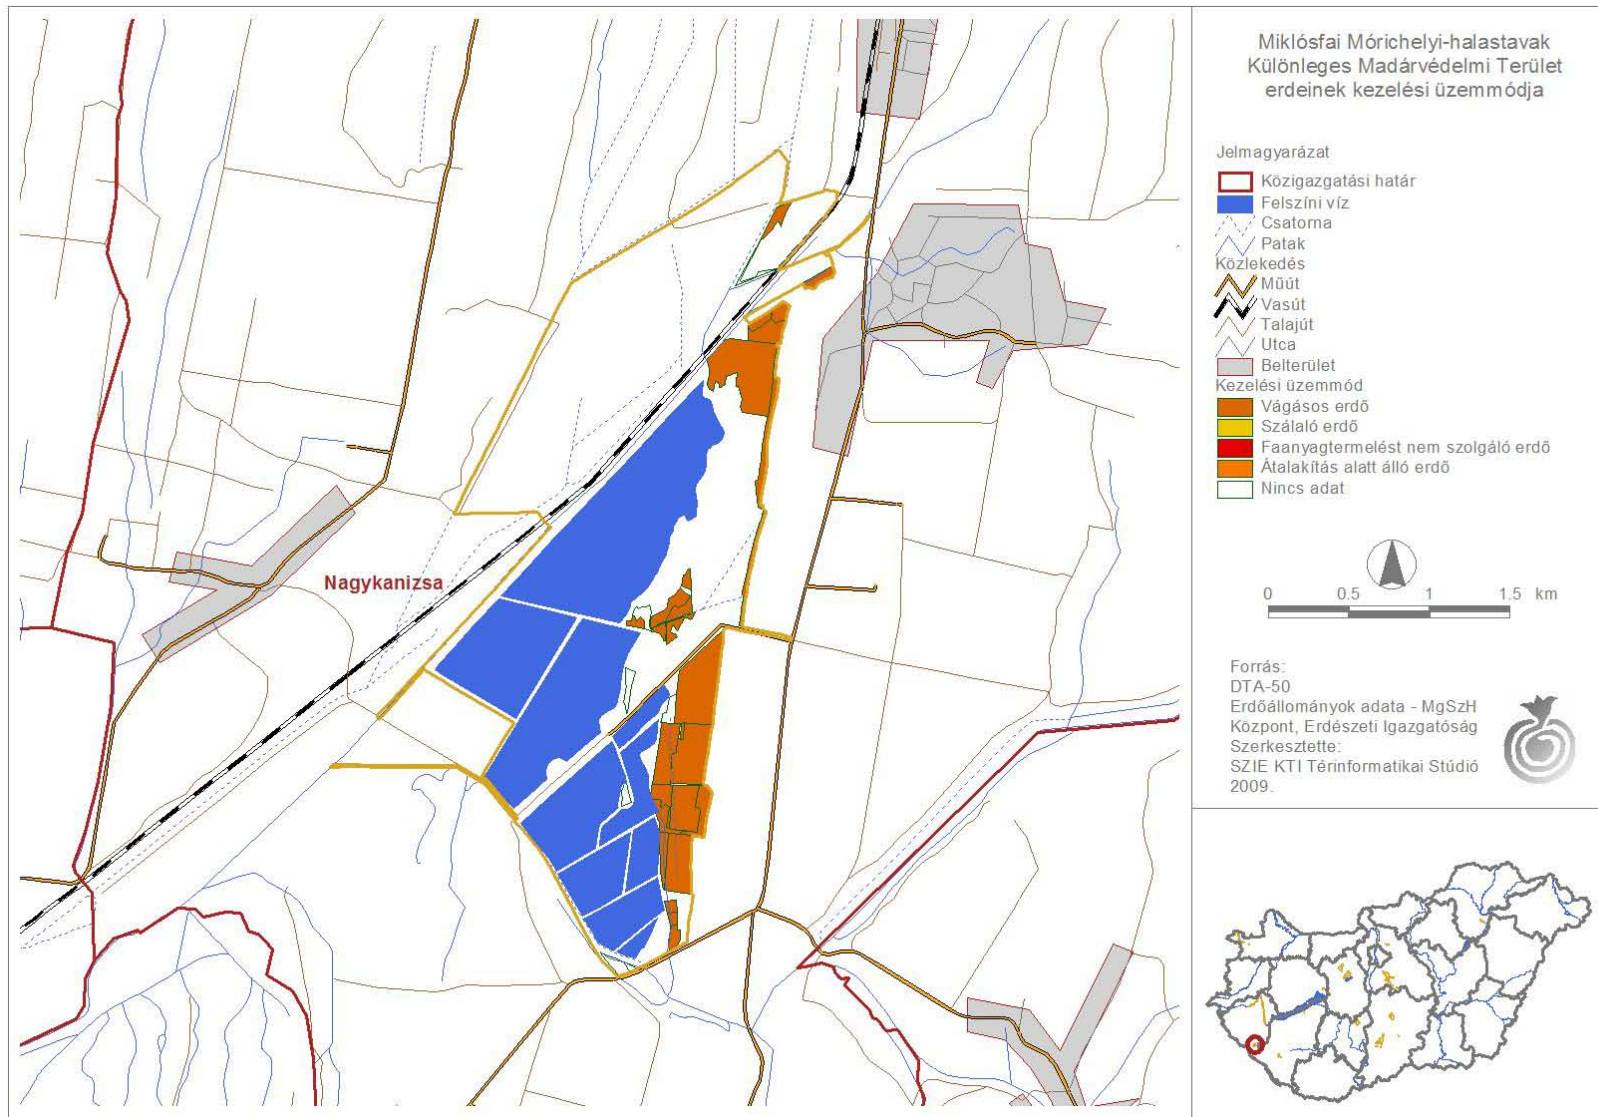 Miklósfai Mórichelyi-halastavak
Különleges Madárvédelmi Terület
erdeinek kezelési üzemmódja
Jelmagyarázat
Közigazgatási határ
Felszíni víz
Csatorna
Patak
Közlekedés
Műút
Vasút
Talajút
Utca
Belterület
Kezelési üzemmód
Vágásos erdő
Szálaló erdő
Faanyagtermelést nem szolgáló erdő
Átalakítás alatt álló erdő
Nincs adat
Nagykanizsa
0 0.5 1 1.5 km
Forrás:
DTA-50
Erdőállományok adata - MgSzH
Központ, Erdészeti Igazgatóság
Szerkesztette:
SZIE KTI Térinformatikai Stúdió
2009.